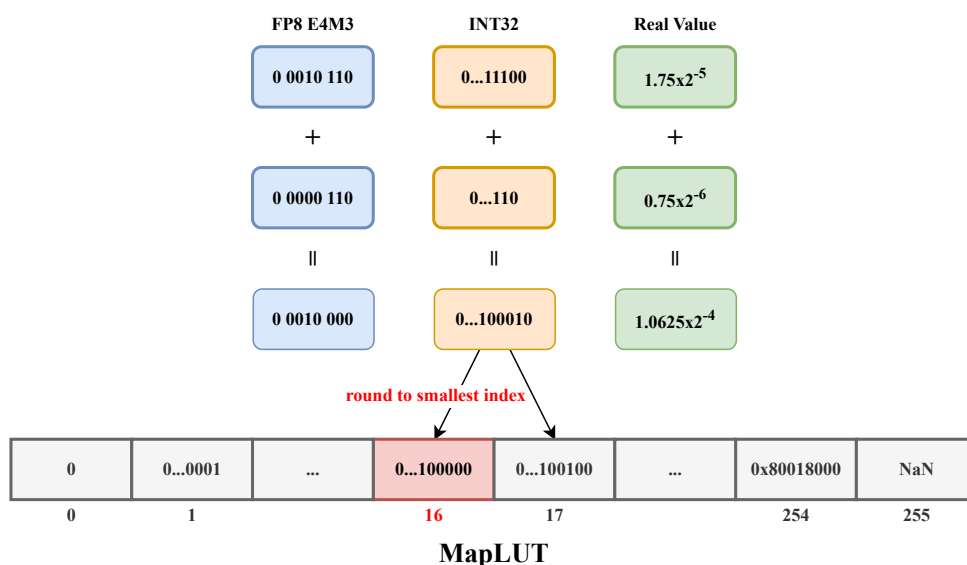 FP8 E4M3 INT32 Real Value
0 0010 110 0...11100 1.75x2⁻⁵
+ + +
0 0000 110 0...110 0.75x2⁻⁶
= = =
0 0010 000 0...100010 1.0625x2⁻⁴
round to smallest index
0 0...0001 ... 0...100000 0...100100 ... 0x80018000 NaN
0 1 16 17 254 255
MapLUT